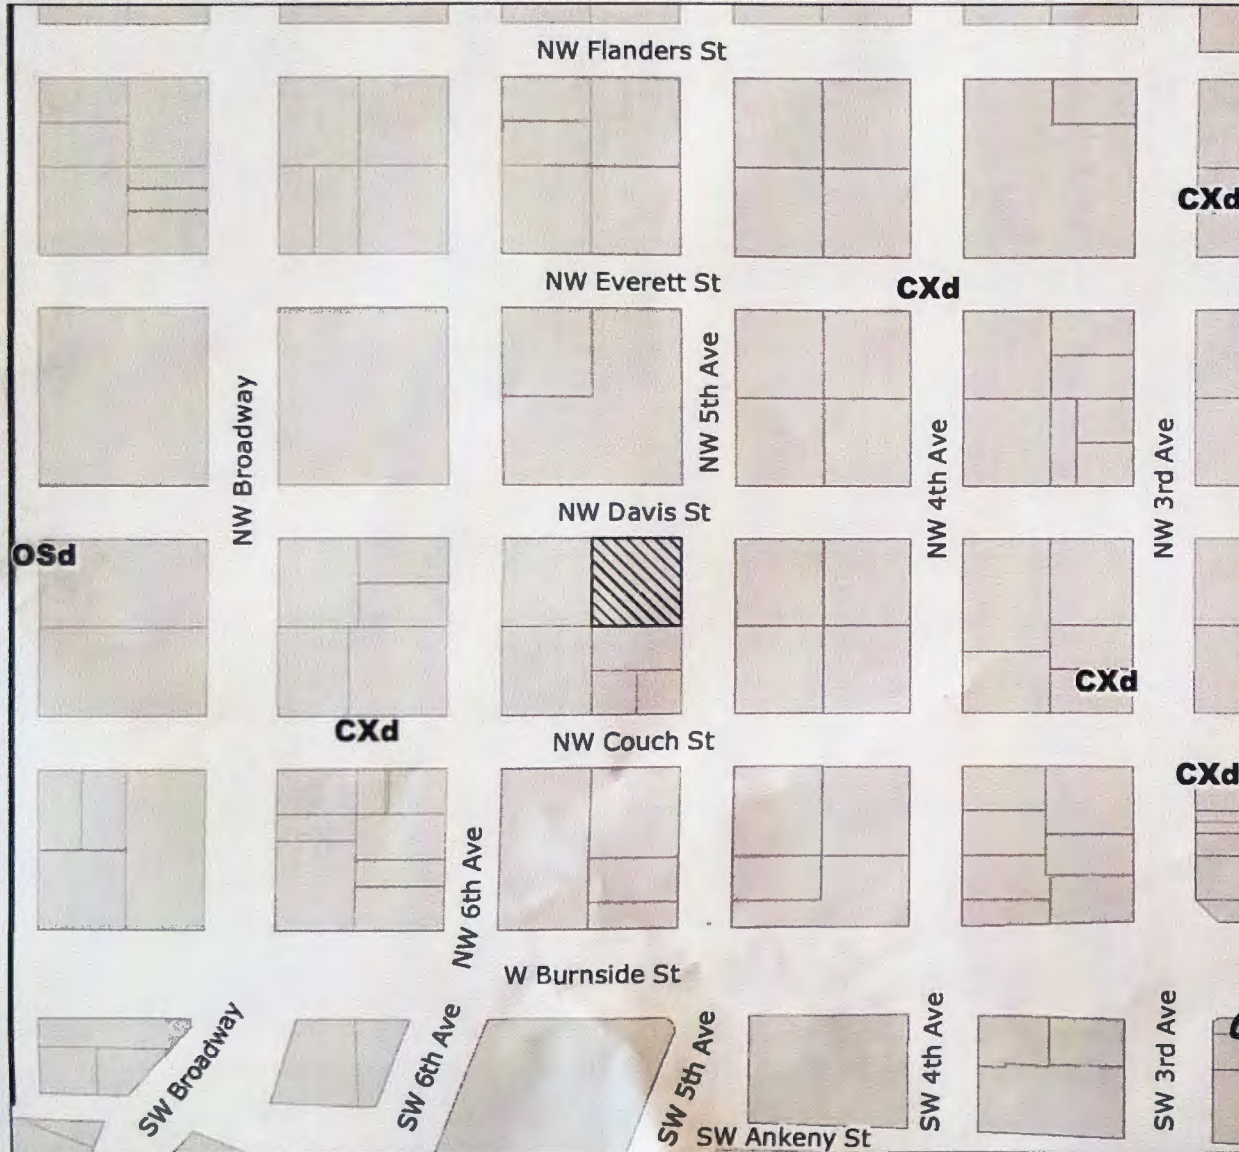 NW Flanders St
CXd
NW Everett St
CXd
NW 5th Ave
NW Broadway
NW 4th Ave
NW 3rd Ave
NW Davis St
OSd
CXd
CXd
NW Couch St
CXd
NW 6th Ave
W Burnside St
SW Broadway
SW 6th Ave
SW 5th Ave
SW 4th Ave
SW 3rd Ave
SW Ankeny St